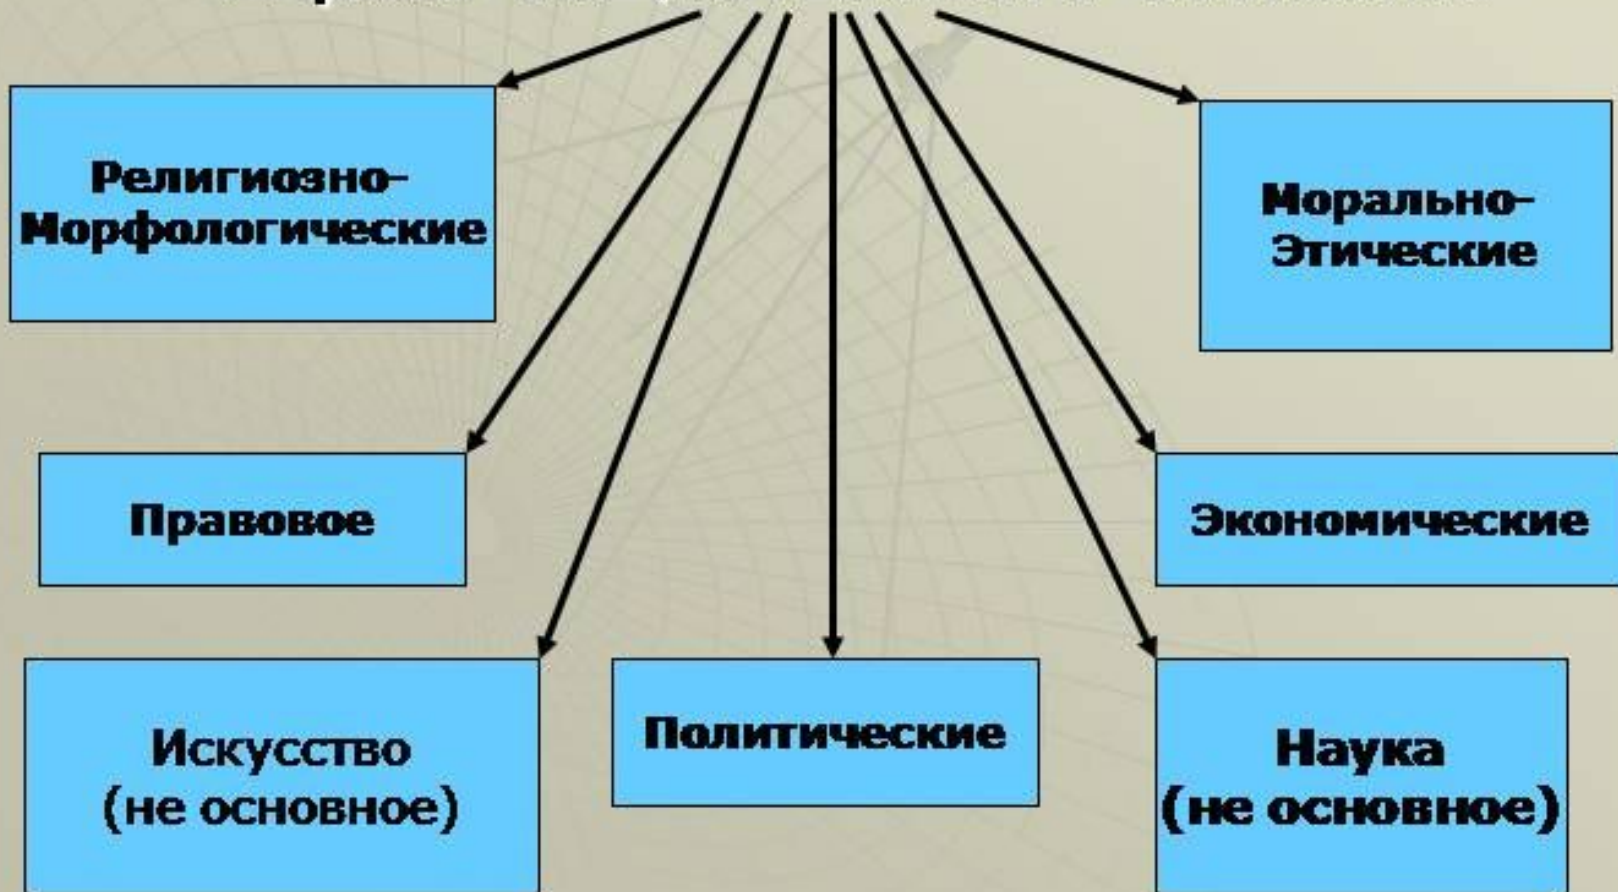 Религиозно-
Морфологические
Морально-
Этические
Правовое
Экономические
Искусство
(не основное)
Политические
Наука
(не основное)